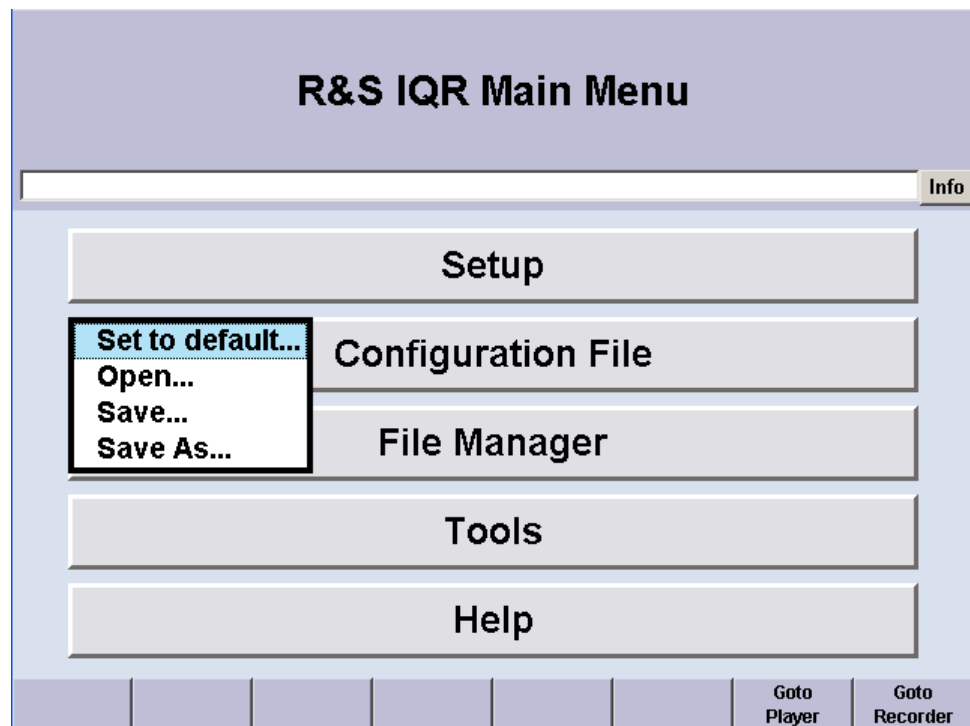 R&S IQR Main Menu
Info
Setup
Configuration File
Set to default...
Open...
Save...
Save As...
File Manager
Tools
Help
Goto
Player
Goto
Recorder